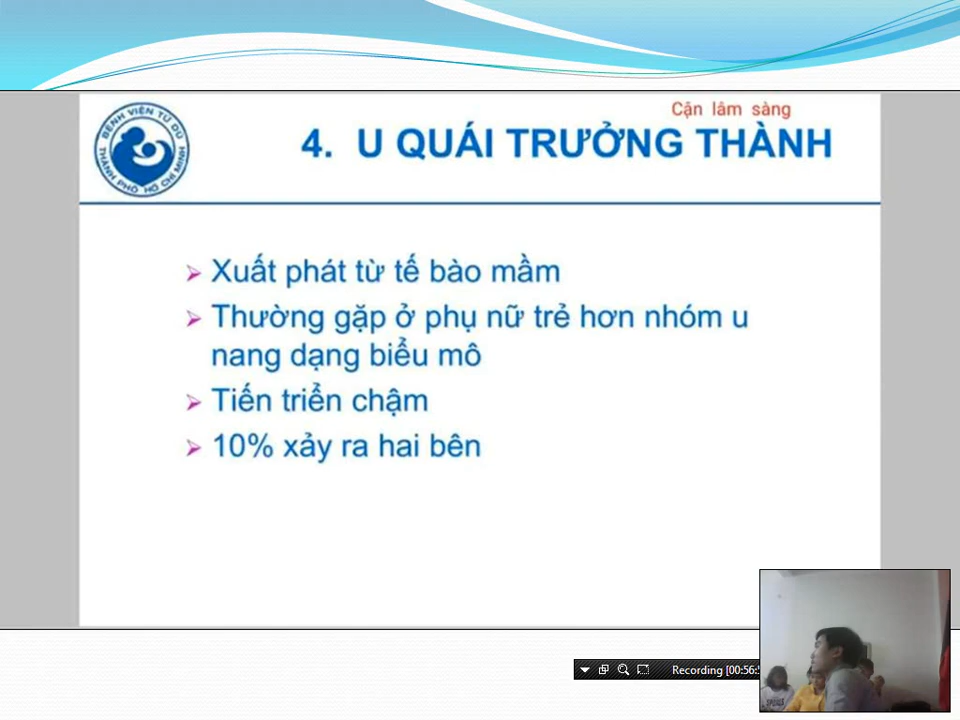 Cận lâm sàng
BỆNH VIỆN TỪ DŨ
THÀNH PHỐ HỒ CHÍ MINH
4. U QUÁI TRƯỞNG THÀNH
➢ Xuất phát từ tế bào mầm
➢ Thường gặp ở phụ nữ trẻ hơn nhóm u
nang dạng biểu mô
➢ Tiến triển chậm
➢ 10% xảy ra hai bên
Recording [00:56:5